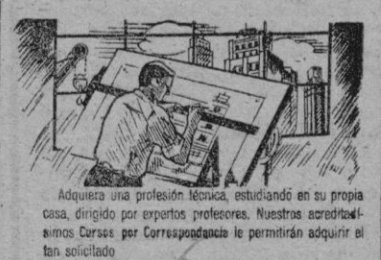 Adquiera una profesión técnica, estudiando en su propia
casa, dirigido por expertos profesores. Nuestros acreditadí-
simos Cursos por Correspondencia le permitirán adquirir el
tan solicitado